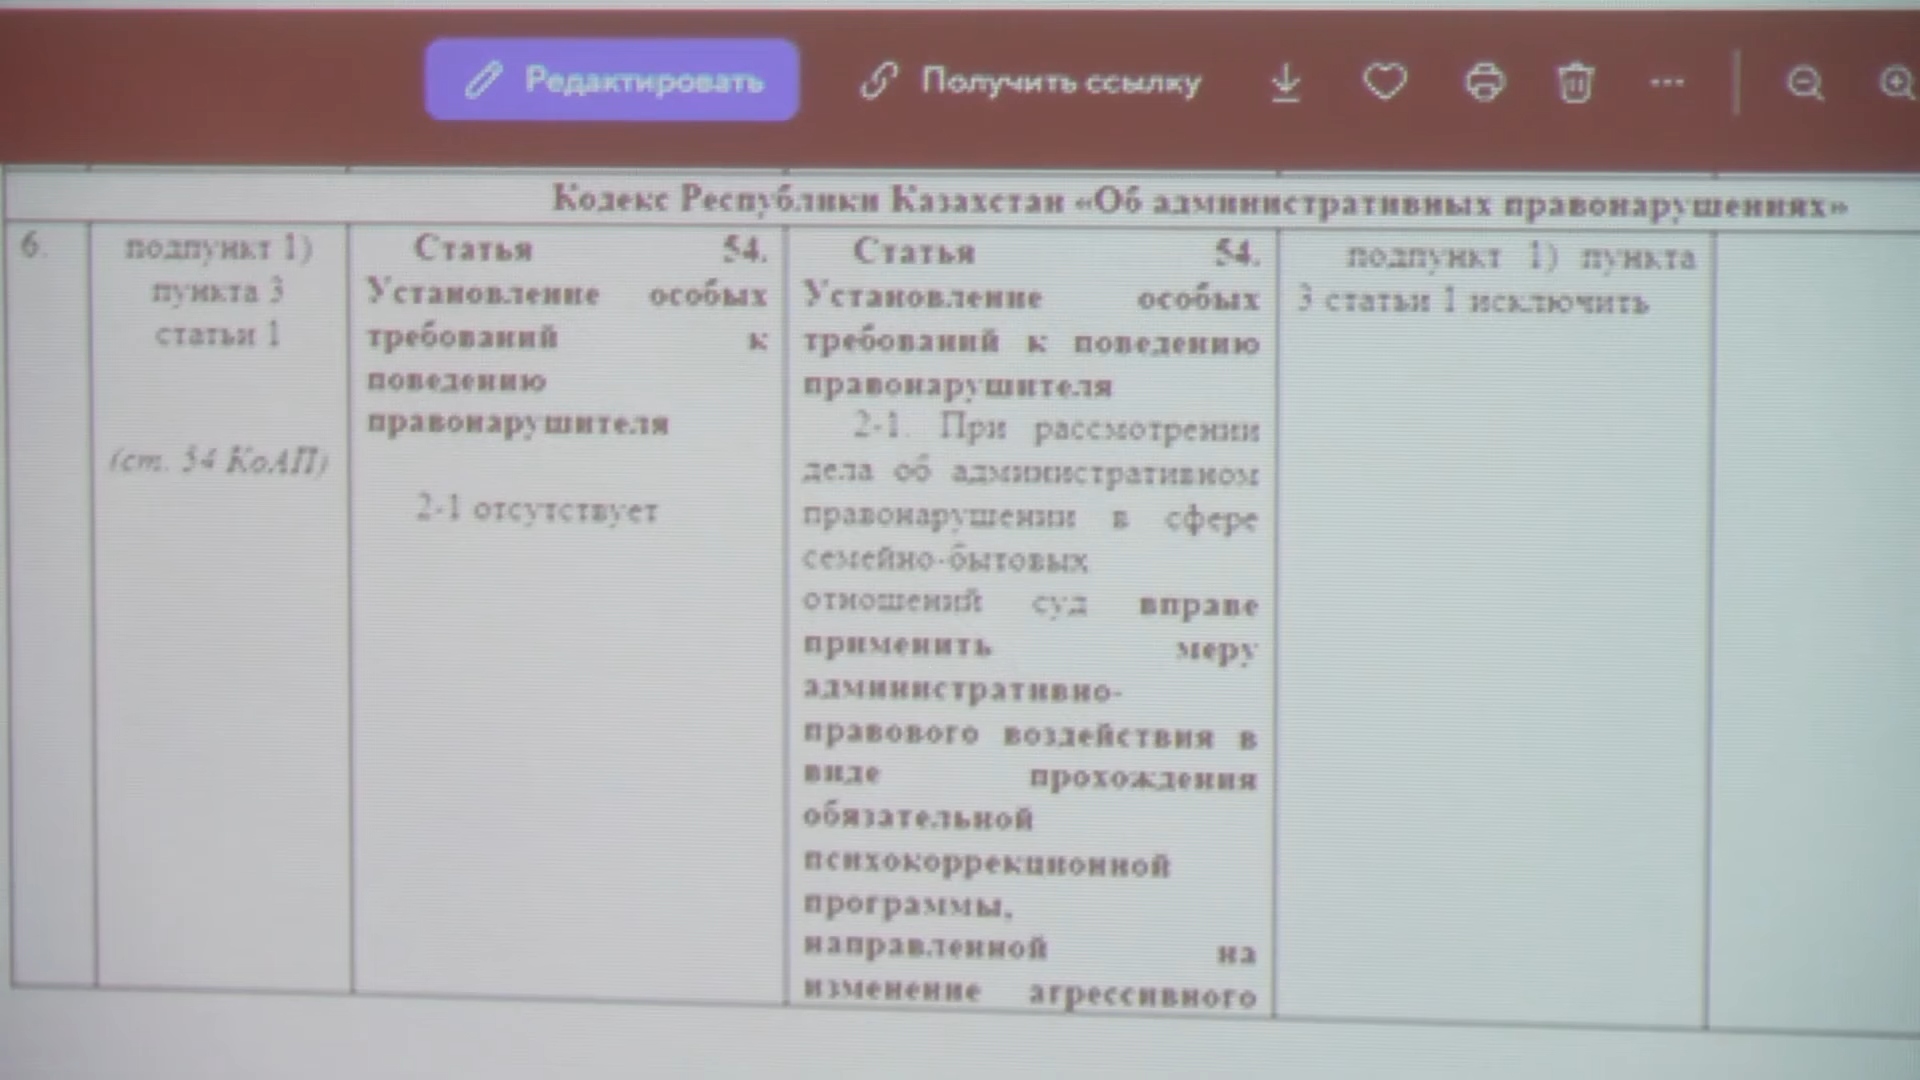 Редактировать
Получить ссылку
Кодекс Республики Казахстан «Об административных правонарушениях»
6.
подпункт 1)
пункта 3
статьи 1
(ст. 54 КоАП)
Статья 54.
Установление особых
требований к
поведению
правонарушителя
2-1 отсутствует
Статья 54.
Установление особых
требований к поведению
правонарушителя
2-1. При рассмотрении
дела об административном
правонарушении в сфере
семейно-бытовых
отношений суд вправе
применить меру
административно-
правового воздействия в
виде прохождения
обязательной
психокоррекционной
программы,
направленной на
изменение агрессивного
подпункт 1) пункта
3 статьи 1 исключить